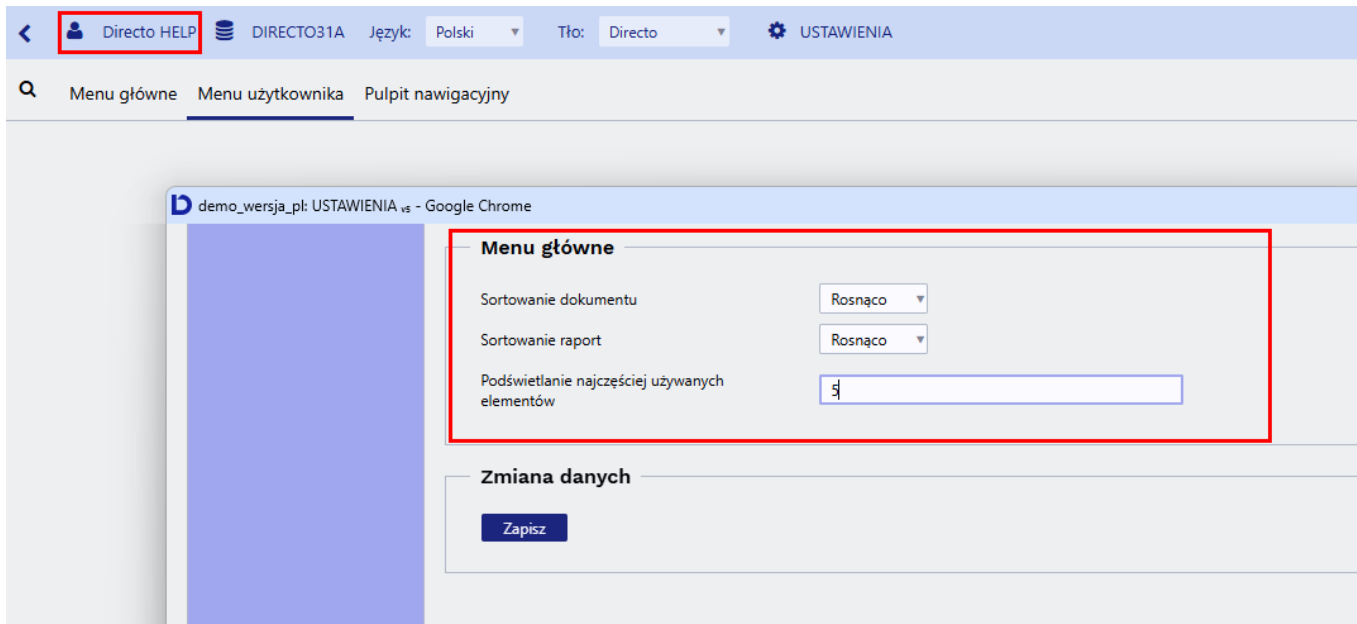 Directo HELP DIRECTO31A Język: Polski Tło: Directo USTAWIENIA
Menu główne Menu użytkownika Pulpit nawigacyjny
demo_wersja_pl: USTAWIENIA v5 - Google Chrome
Menu główne
Sortowanie dokumentu Rosnąco
Sortowanie raport Rosnąco
Podświetlanie najczęściej używanych
elementów
5
Zmiana danych
Zapisz